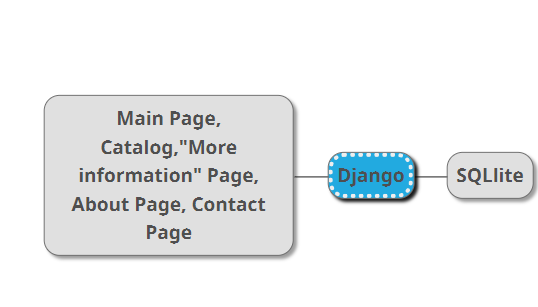 Main Page,
Catalog,"More
information" Page,
About Page, Contact
Page
Django
SQLlite